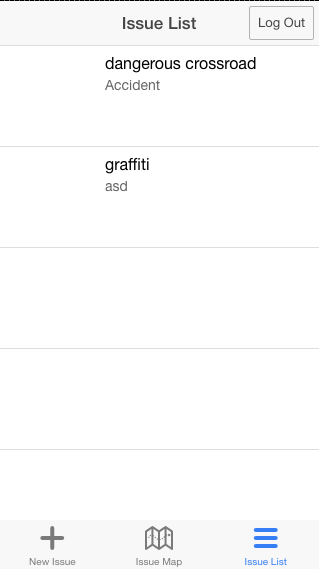 Issue List
Log Out
dangerous crossroad
Accident
graffiti
asd
New Issue
Issue Map
Issue List